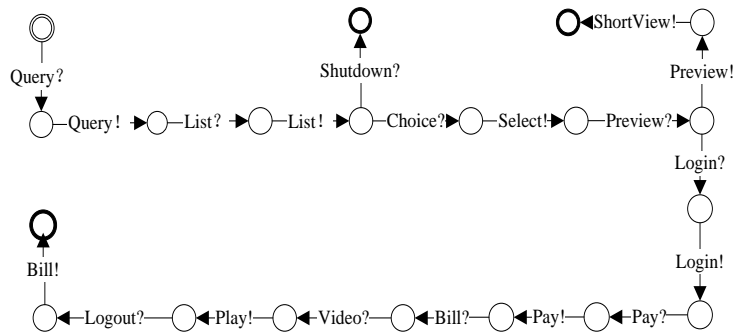 ShortView!
Query?
Shutdown?
Preview!
Query!
List?
List!
Choice?
Select!
Preview?
Login?
Login!
Bill!
Logout?
Play!
Video?
Bill?
Pay!
Pay?